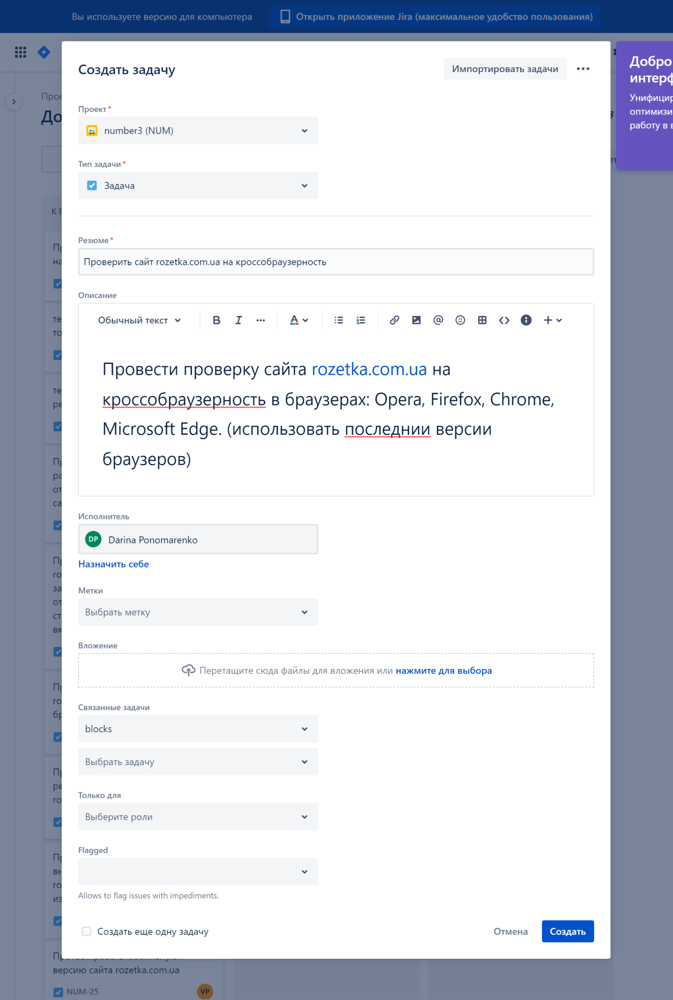 Вы используете версию для компьютера
Открыть приложение Jira (максимальное удобство пользования)
Создать задачу
Импортировать задачи
Проект *
number3 (NUM)
Тип задачи *
Задача
Резюме *
Проверить сайт rozetka.com.ua на кроссобраузерность
Описание
Обычный текст
Провести проверку сайта rozetka.com.ua на
кроссобраузерность в браузерах: Opera, Firefox, Chrome,
Microsoft Edge. (использовать последнии версии
браузеров)
Исполнитель
DP
Darina Ponomarenko
Назначить себе
Метки
Выбрать метку
Вложение
Перетащите сюда файлы для вложения или нажмите для выбора
Связанные задачи
blocks
Выбрать задачу
Только для
Выберите роли
Flagged
Allows to flag issues with impediments.
Создать еще одну задачу
Отмена
Создать
версию сайта rozetka.com.ua
NUM-25
VP
Добро
работу в